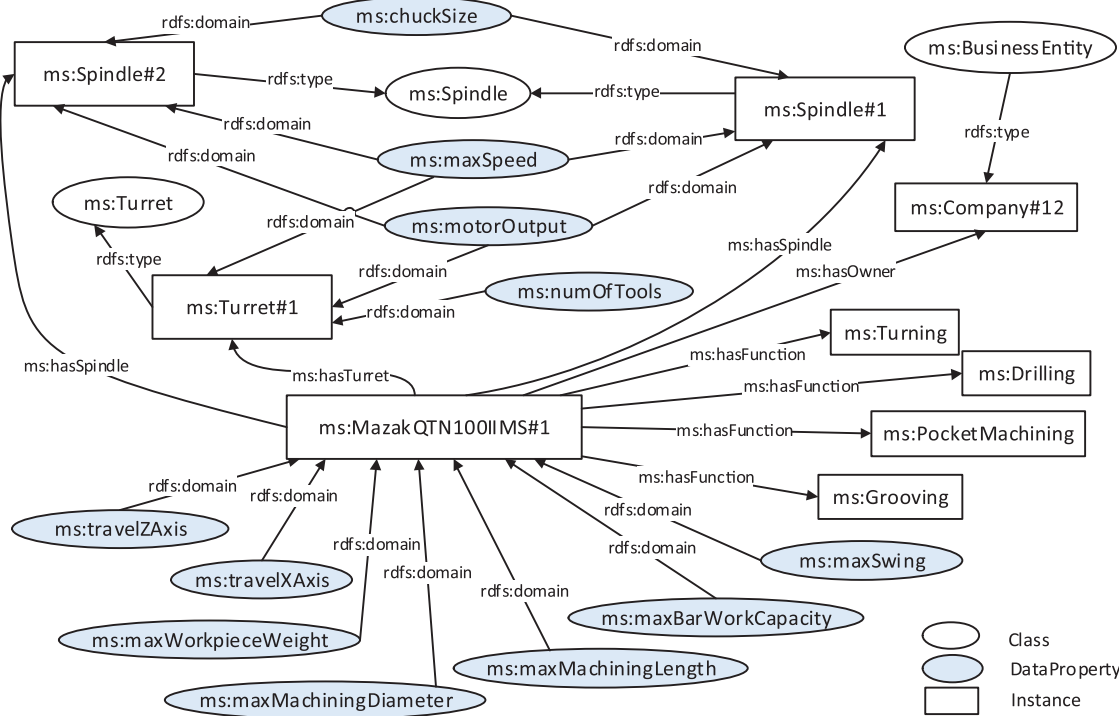 ms:chuckSize
rdfs:domain
rdfs:domain
ms:BusinessEntity
ms:Spindle#2
rdfs:type
ms:Spindle
rdfs:type
ms:Spindle#1
rdfs:domain
rdfs:type
rdfs:domain
rdfs:domain
ms:maxSpeed
rdfs:domain
ms:Turret
rdfs:domain
ms:motorOutput
ms:Company#12
rdfs:type
ms:hasSpindle
rdfs:domain
ms:hasOwner
ms:Turret#1
ms:numOfTools
rdfs:domain
ms:Turning
ms:hasSpindle
ms:hasTurret
ms:hasFunction
ms:Drilling
ms:hasFunction
ms:MazakQTN100IIMS#1
ms:hasFunction
ms:PocketMachining
ms:hasFunction
ms:Grooving
rdfs:domain
rdfs:domain
rdfs:domain
ms:travelZAxis
rdfs:domain
rdfs:domain
ms:maxSwing
ms:travelXAxis
rdfs:domain
rdfs:domain
ms:maxBarWorkCapacity
ms:maxWorkpieceWeight
ms:maxMachiningLength
ms:maxMachiningDiameter
Class
DataProperty
Instance